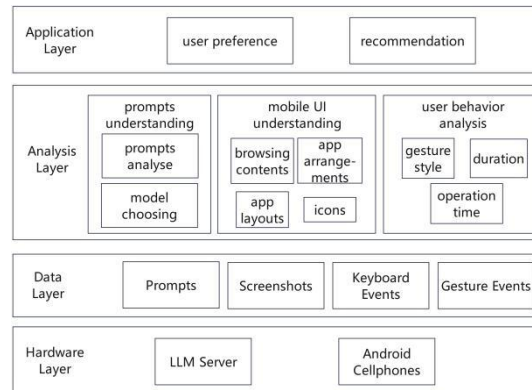 Application
Layer
user preference
recommendation
Analysis
Layer
prompts
understanding
prompts
analyse
model
choosing
mobile UI
understanding
browsing
contents
app
arrange-
ments
app
layouts
icons
user behavior
analysis
gesture
style
duration
operation
time
Data
Layer
Prompts
Screenshots
Keyboard
Events
Gesture Events
Hardware
Layer
LLM Server
Android
Cellphones